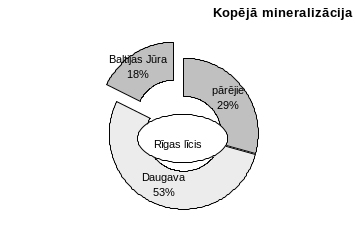 Kopējā mineralizācija
Baltijas Jūra
18%
pārējie
29%
Rīgas līcis
Daugava
53%